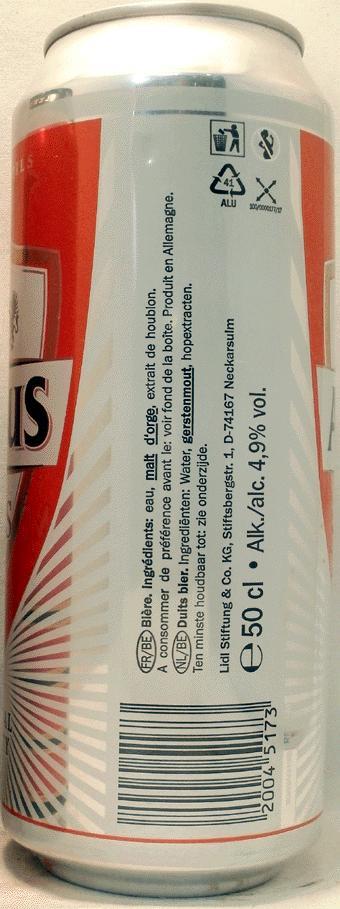 FR/BE Bière. Ingrédients: eau, malt d'orge, extrait de houblon.
A consommer de préférence avant le: voir fond de la boîte. Produit en Allemagne.
NL/BE Duits bier. Ingrediënten: Water, gerstenmout, hopextracten.
Ten minste houdbaar tot: zie onderzijde.
Lidl Stiftung & Co. KG, Stiftsbergstr. 1, D-74167 Neckarsulm
e 50 cl • Alk./alc. 4,9% vol.
41
ALU
2004 5173
US